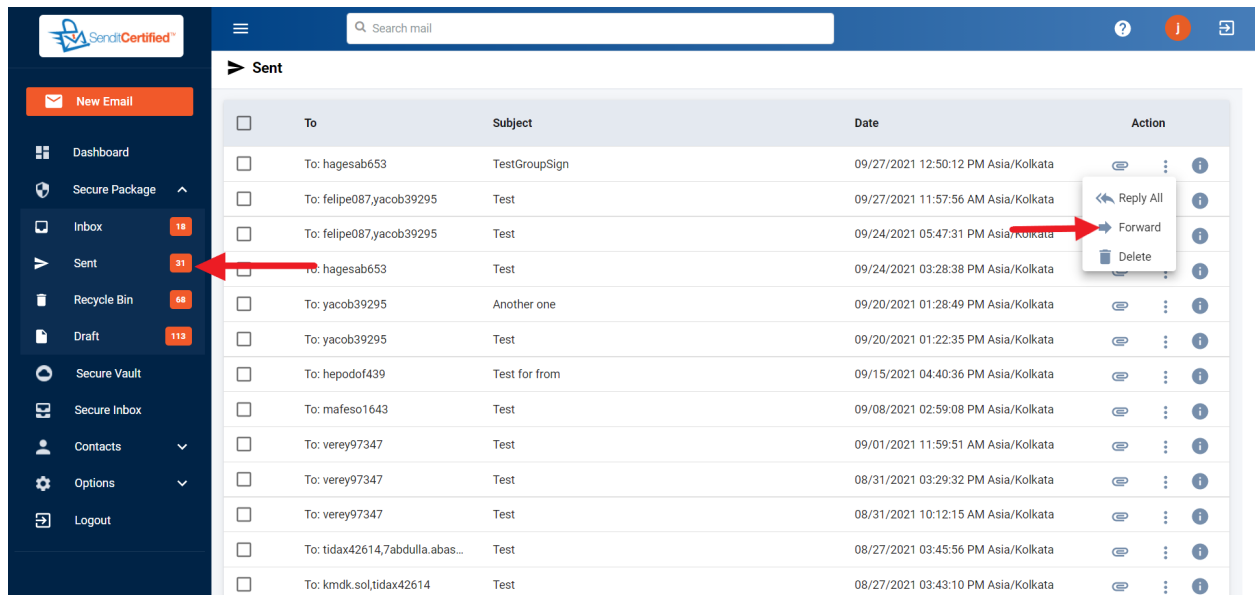 SenditCertified™
Search mail
?
j
Sent
New Email
Dashboard
Secure Package
Inbox 18
Sent 31
Recycle Bin 68
Draft 113
Secure Vault
Secure Inbox
Contacts
Options
Logout
To Subject Date Action
To: hagesab653 TestGroupSign 09/27/2021 12:50:12 PM Asia/Kolkata
To: felipe087,yacob39295 Test 09/27/2021 11:57:56 AM Asia/Kolkata
To: felipe087,yacob39295 Test 09/24/2021 05:47:31 PM Asia/Kolkata
To: hagesab653 Test 09/24/2021 03:28:38 PM Asia/Kolkata
To: yacob39295 Another one 09/20/2021 01:28:49 PM Asia/Kolkata
To: yacob39295 Test 09/20/2021 01:22:35 PM Asia/Kolkata
To: hepodof439 Test for from 09/15/2021 04:40:36 PM Asia/Kolkata
To: mafeso1643 Test 09/08/2021 02:59:08 PM Asia/Kolkata
To: verey97347 Test 09/01/2021 11:59:51 AM Asia/Kolkata
To: verey97347 Test 08/31/2021 03:29:32 PM Asia/Kolkata
To: verey97347 Test 08/31/2021 10:12:15 AM Asia/Kolkata
To: tidax42614,7abdulla.abas... Test 08/27/2021 03:45:56 PM Asia/Kolkata
To: kmdk.sol,tidax42614 Test 08/27/2021 03:43:10 PM Asia/Kolkata
Reply All
Forward
Delete